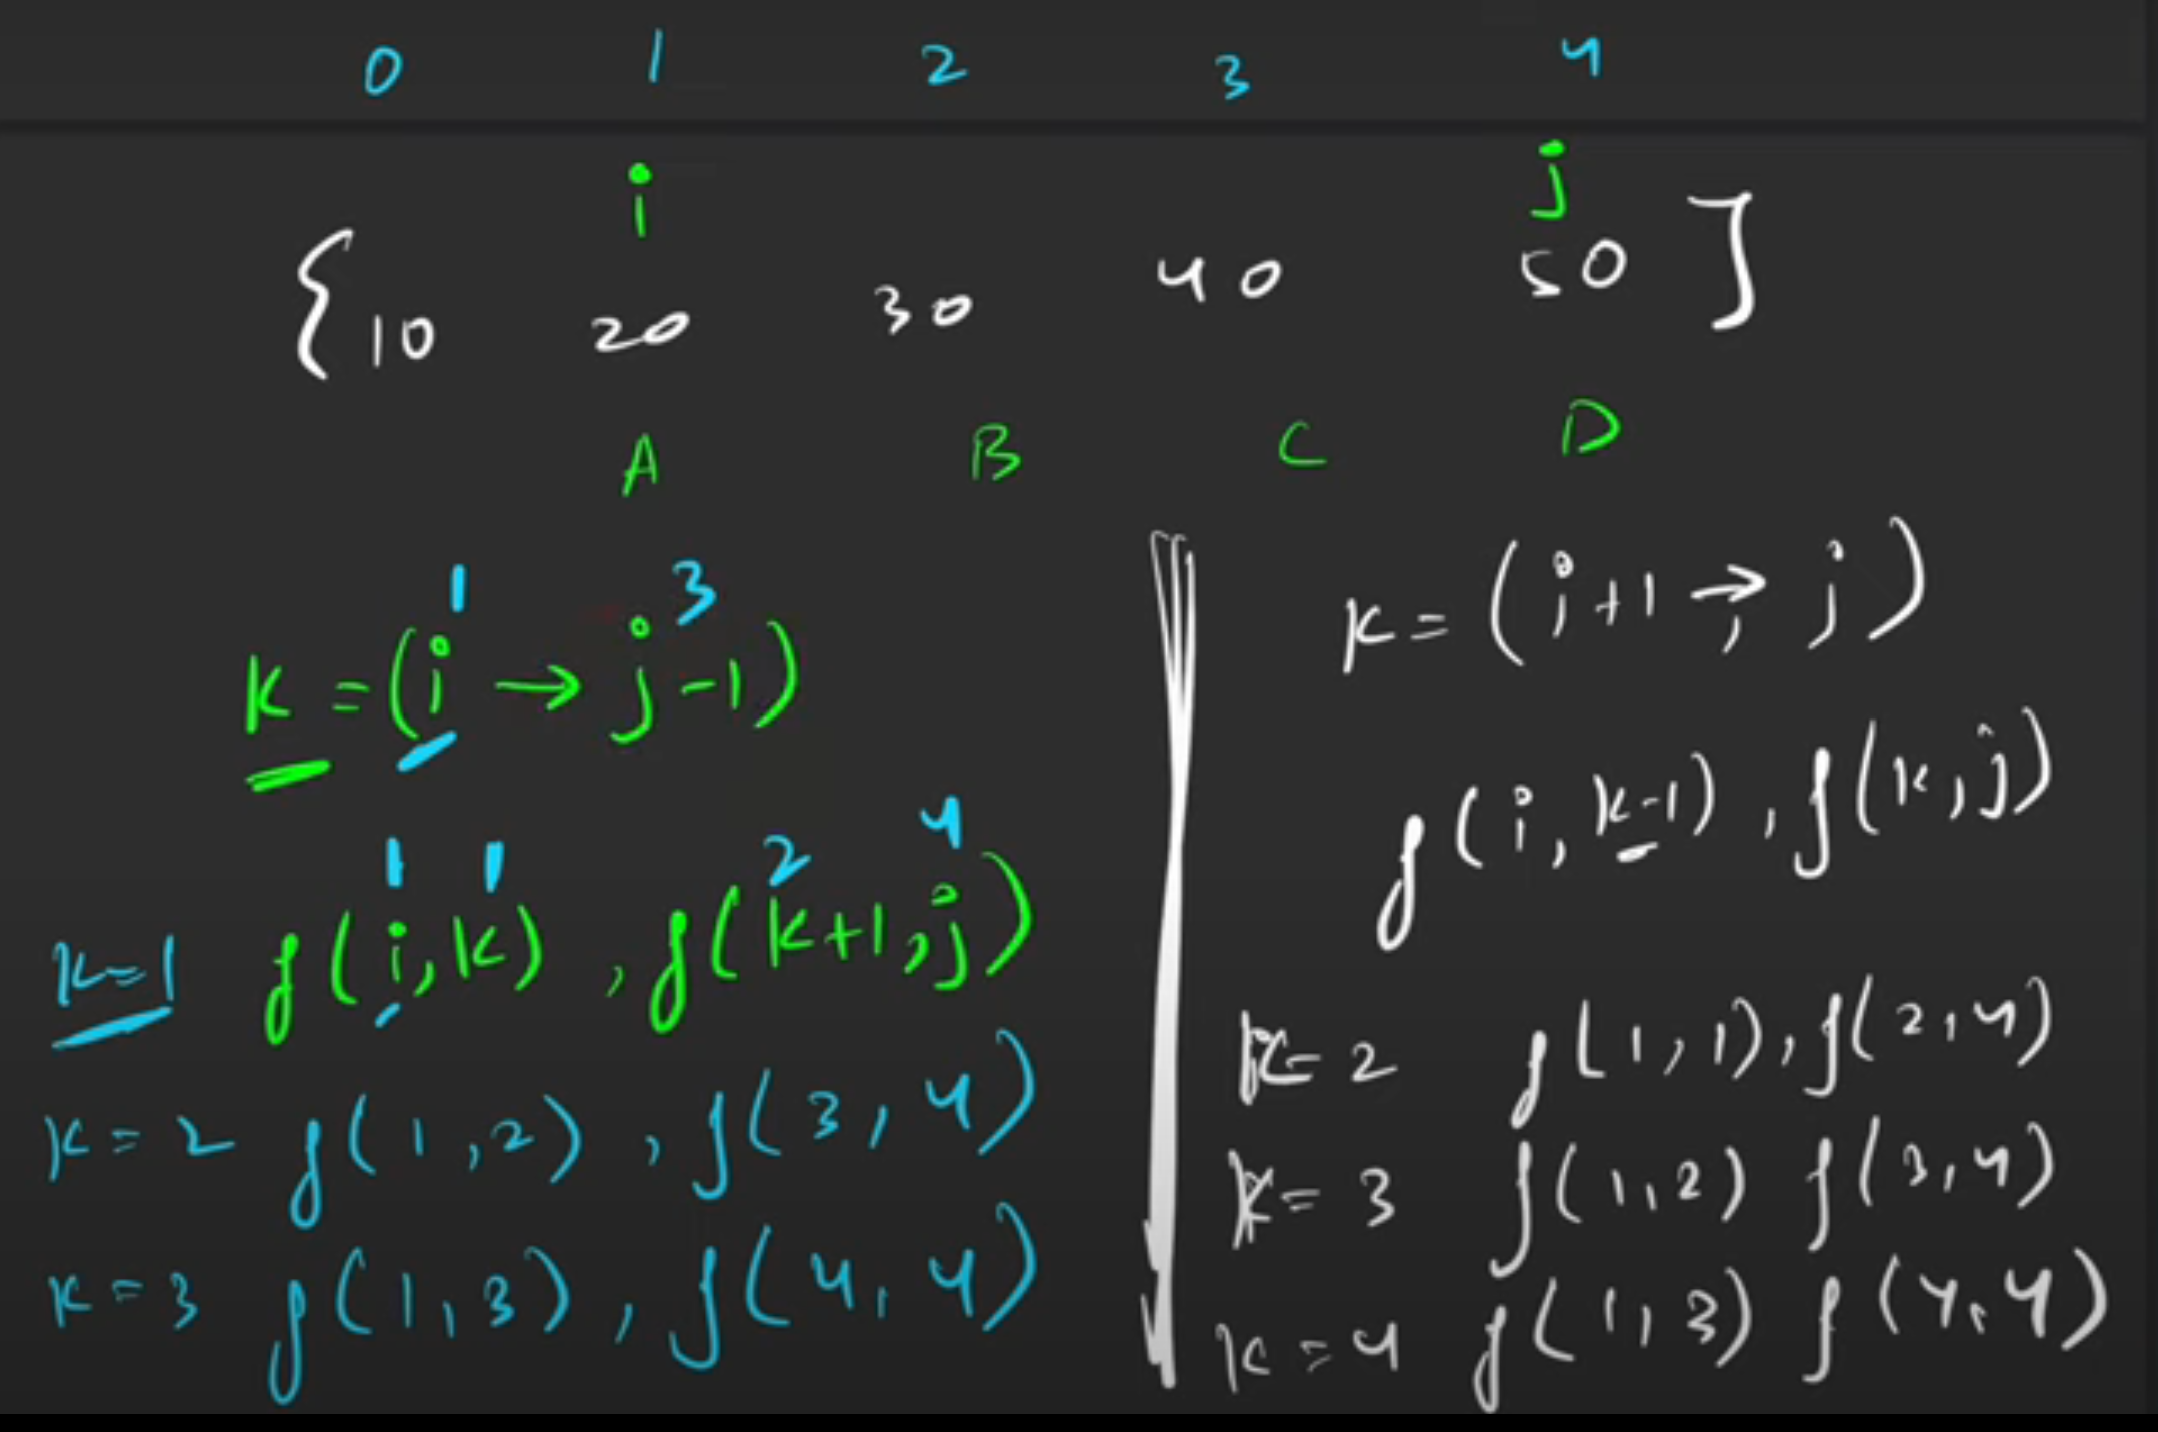 0 1 2 3 4
i j
{10 20 30 40 50]
A B C D
1 3
k = (i → j-1)
1 1 2 4
k=1 f(i,k) , f(k+1,j)
k=2 f(1,2) , f(3,4)
k=3 f(1,3) , f(4,4)
k= (i+1 → j)
f(i,k-1) , f(k,j)
k=2 f(1,1), f(2,4)
k=3 f(1,2) f(3,4)
k=4 f(1,3) f(4,4)